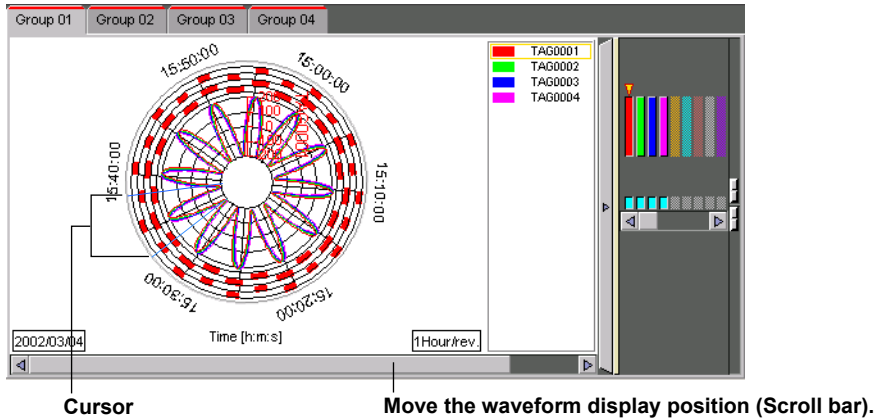 Group 01 Group 02 Group 03 Group 04
15:50:00
15:00:00
TAG0001
TAG0002
TAG0003
TAG0004
15:40:00
15:10:00
15:30:00
15:20:00
2002/03/04
Time [h:m:s]
1Hour/rev.
Cursor
Move the waveform display position (Scroll bar).